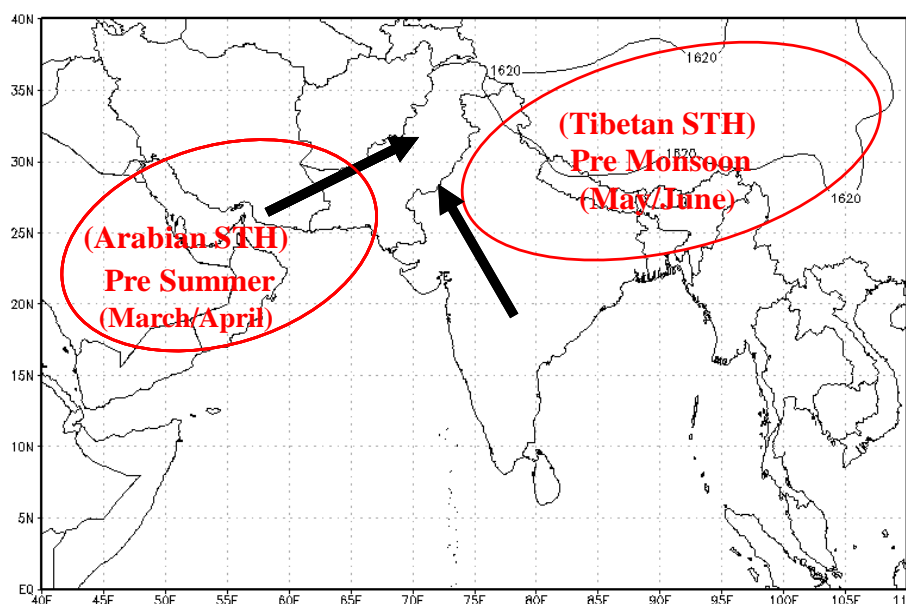 40N
1620
1620
35N
(Tibetan STH)
Pre Monsoon
(May/June)
30N
1620
1620
25N
(Arabian STH)
Pre Summer
(March/April)
20N
15N
10N
5N
EQ
40E 45E 50E 55E 60E 65E 70E 75E 80E 85E 90E 95E 100E 105E 11